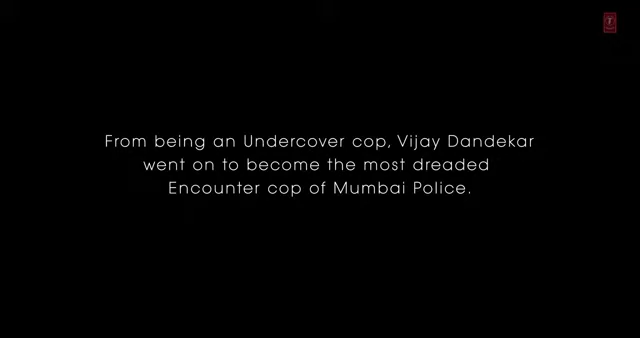 From being an Undercover cop, Vijay Dandekar
went on to become the most dreaded
Encounter cop of Mumbai Police.